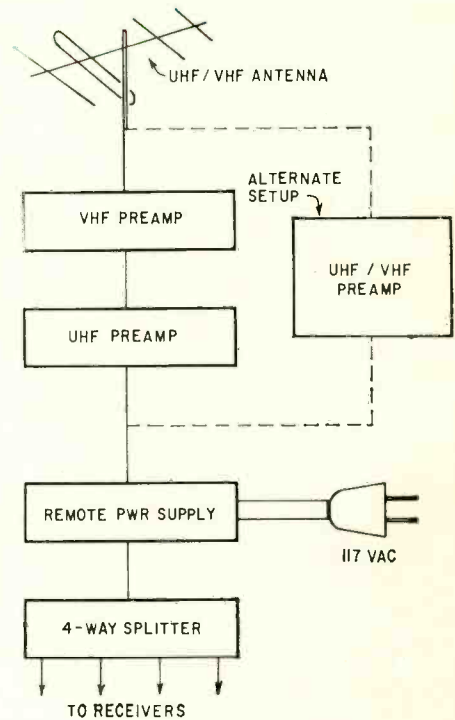 UHF/VHF ANTENNA
ALTERNATE
SETUP
VHF PREAMP
UHF / VHF
PREAMP
UHF PREAMP
REMOTE PWR SUPPLY
117 VAC
4-WAY SPLITTER
TO RECEIVERS